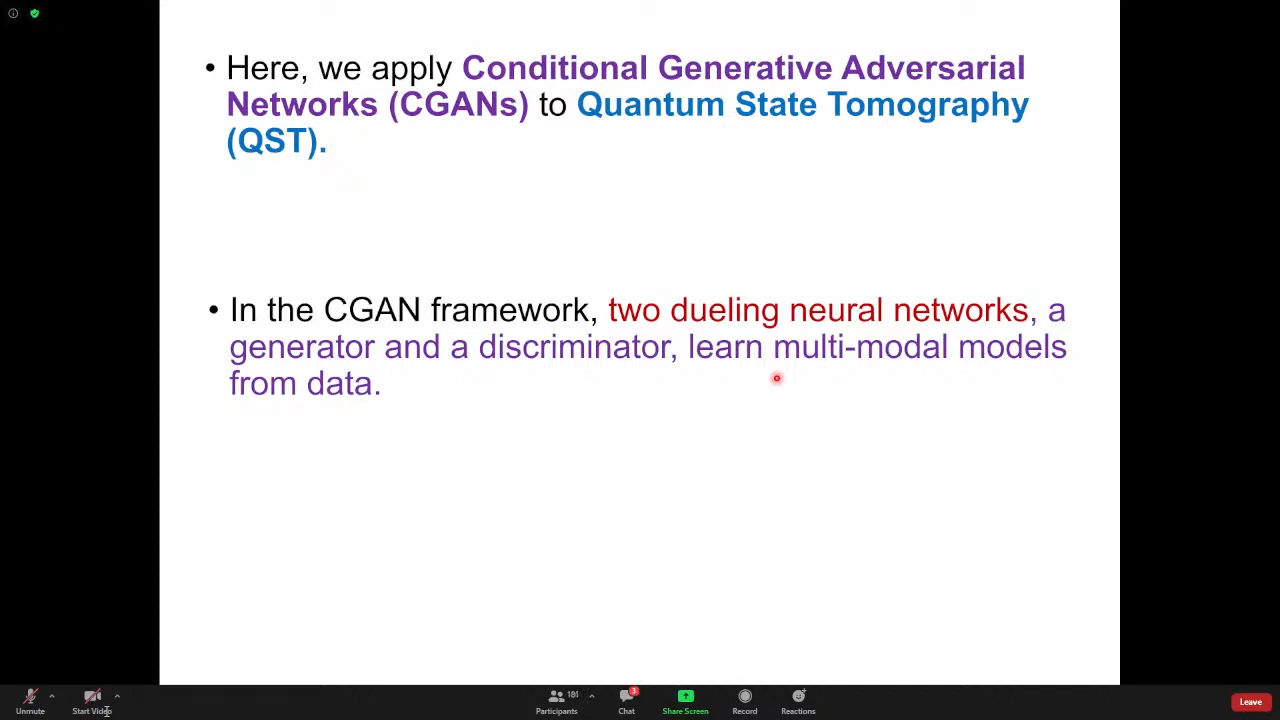 • Here, we apply Conditional Generative Adversarial
Networks (CGANs) to Quantum State Tomography
(QST).
• In the CGAN framework, two dueling neural networks, a
generator and a discriminator, learn multi-modal models
from data.
Unmute
Start Video
181
Participants
3
Chat
Share Screen
Record
Reactions
Leave